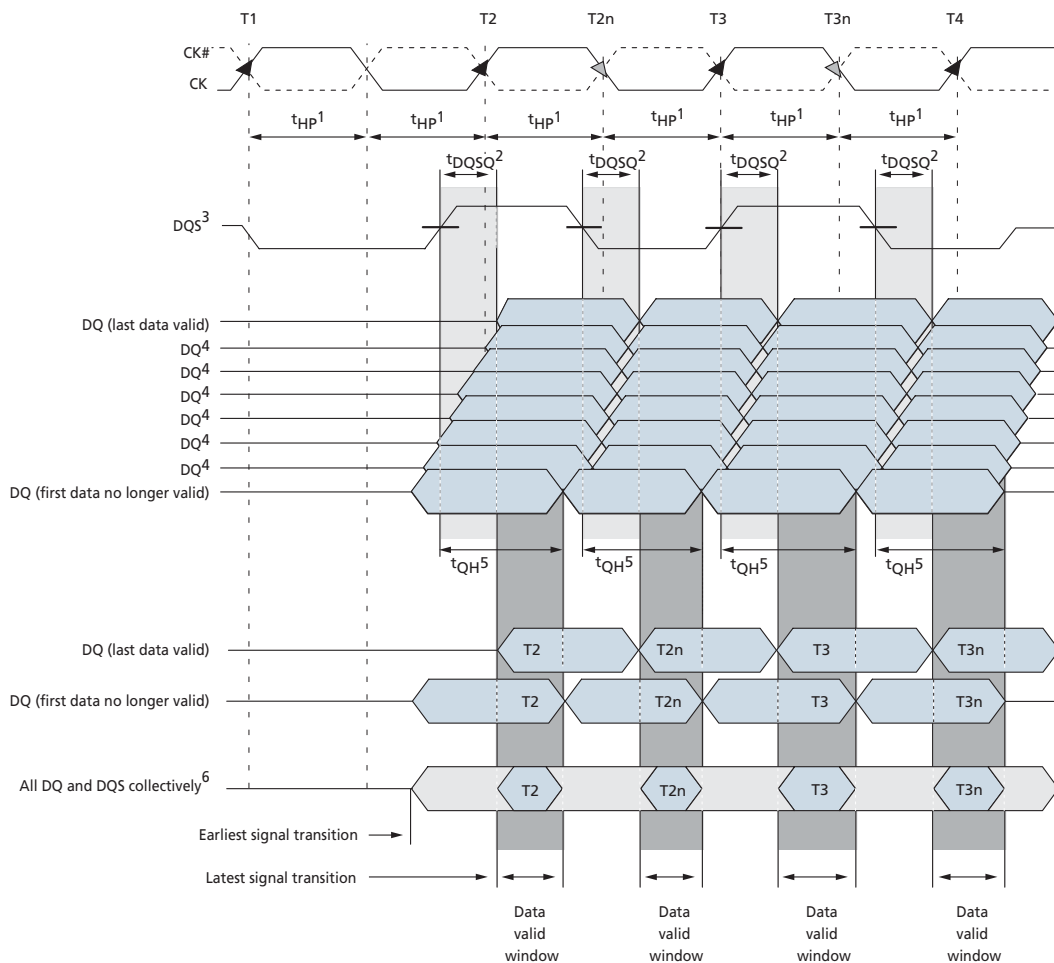 T1 T2 T2n T3 T3n T4
CK#
CK
tHP1 tHP1 tHP1 tHP1 tHP1 tHP1
tDQSQ2 tDQSQ2 tDQSQ2 tDQSQ2
DQS3
DQ (last data valid)
DQ4
DQ4
DQ4
DQ4
DQ4
DQ4
DQ (first data no longer valid)
tQH5 tQH5 tQH5 tQH5
DQ (last data valid) T2 T2n T3 T3n
DQ (first data no longer valid) T2 T2n T3 T3n
All DQ and DQS collectively6 T2 T2n T3 T3n
Earliest signal transition
Latest signal transition
Data Data Data Data
valid valid valid valid
window window window window